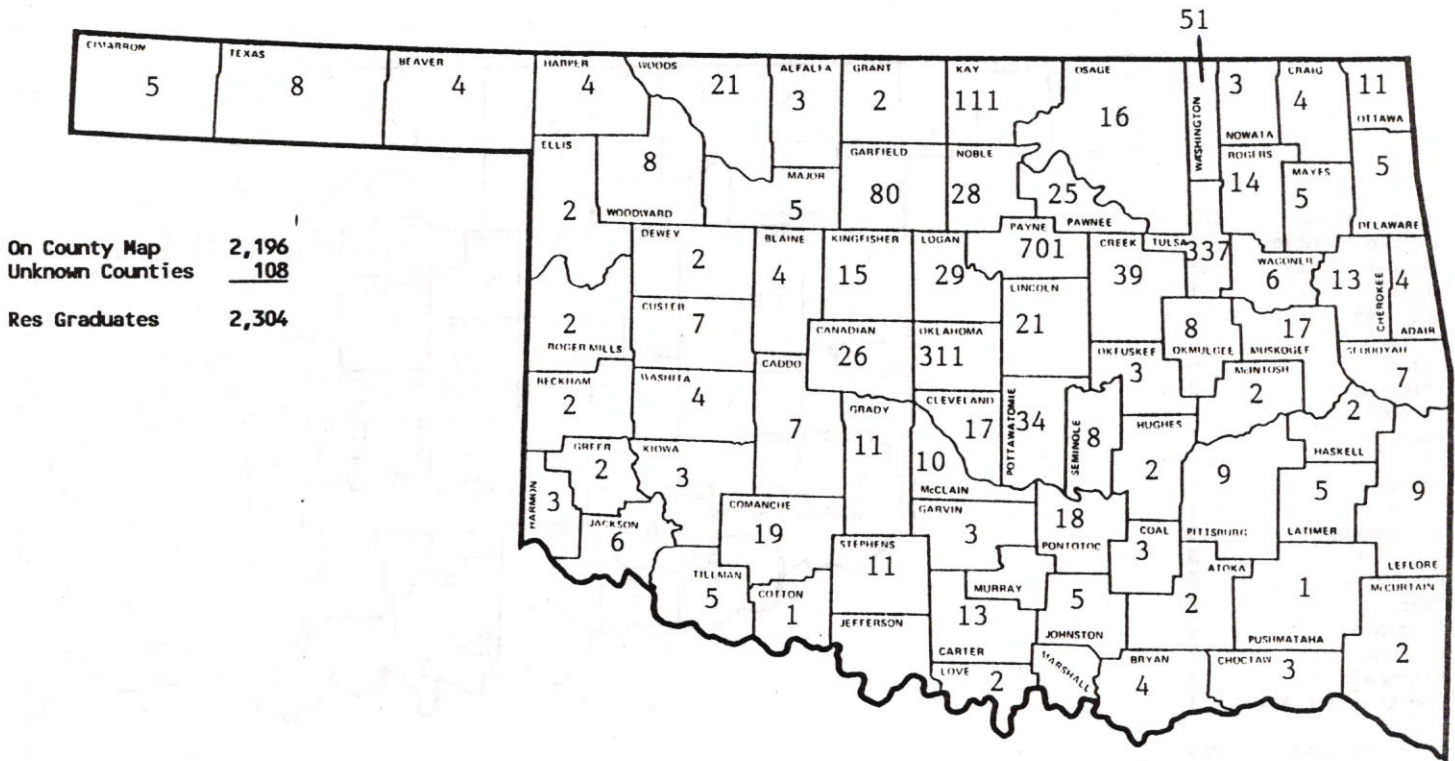 51
CIMARRON
5
TEXAS
8
BEAVER
4
HARPER
4
WOODS
21
ALFALFA
3
GRANT
2
KAY
111
OSAGE
16
WASHINGTON
3
NOWATA
CRAIG
4
11
OTTAWA
ELLIS
2
8
WOODWARD
MAJOR
5
GARFIELD
80
NOBLE
28
25
PAWNEE
ROGERS
14
MAYES
5
5
DELAWARE
On County Map 2,196
Unknown Counties 108
Res Graduates 2,304
DEWEY
2
BLAINE
4
KINGFISHER
15
LOGAN
29
PAYNE
701
CREEK
39
TULSA
337
WAGONER
6
13
CHEROKEE
4
ADAIR
2
ROGER MILLS
CUSTER
7
CANADIAN
26
OKLAHOMA
311
LINCOLN
21
OKFUSKEE
3
8
OKMULGEE
17
MUSKOGEE
SEQUOYAH
7
BECKHAM
2
WASHITA
4
CADDO
7
GRADY
11
CLEVELAND
17
POTTAWATOMIE
34
SEMINOLE
8
HUGHES
2
McINTOSH
2
2
HASKELL
HARMON
3
GREER
2
KIOWA
3
10
McCLAIN
9
PITTSBURG
5
LATIMER
9
LEFLORE
JACKSON
6
COMANCHE
19
GARVIN
3
18
PONTOTOC
COAL
3
TILLMAN
5
COTTON
1
STEPHENS
11
MURRAY
5
JOHNSTON
ATOKA
2
1
PUSHMATAHA
McCURTAIN
2
JEFFERSON
13
CARTER
LOVE
2
MARSHALL
BRYAN
4
CHOCTAW
3